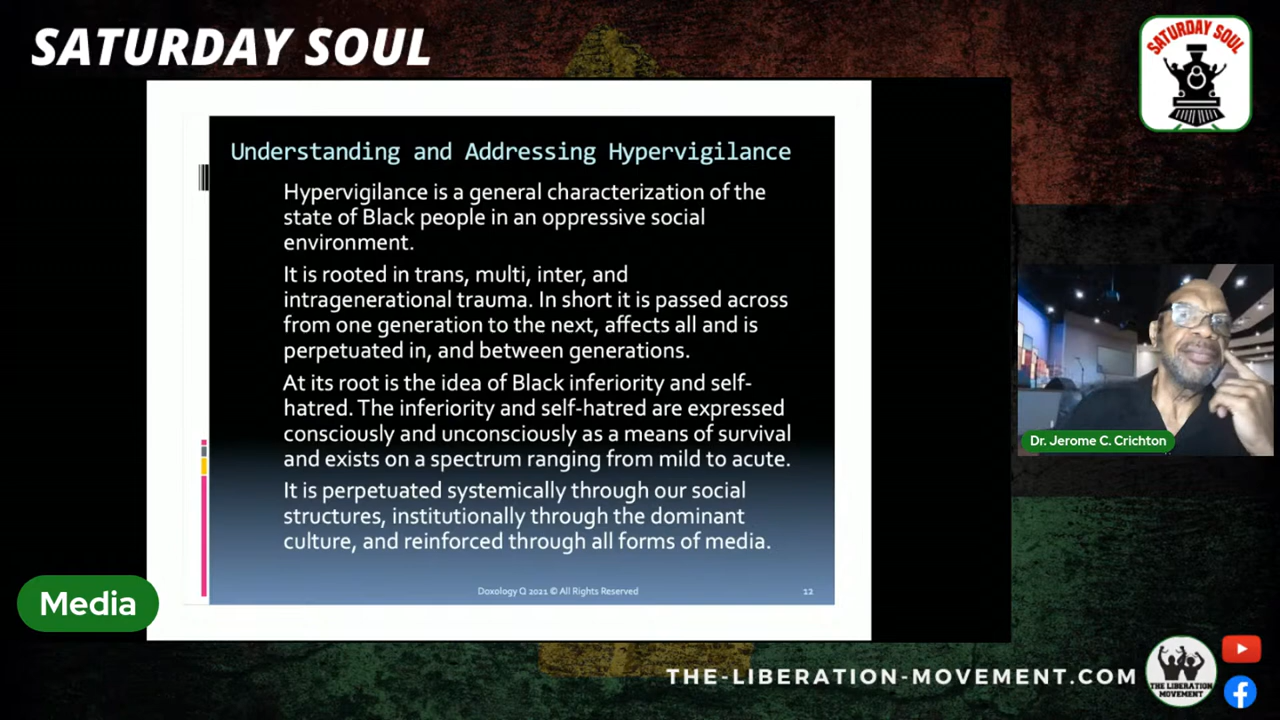 SATURDAY SOUL
SATURDAY SOUL
Understanding and Addressing Hypervigilance
Hypervigilance is a general characterization of the
state of Black people in an oppressive social
environment.
It is rooted in trans, multi, inter, and
intragenerational trauma. In short it is passed across
from one generation to the next, affects all and is
perpetuated in, and between generations.
At its root is the idea of Black inferiority and self-
hatred. The inferiority and self-hatred are expressed
consciously and unconsciously as a means of survival
and exists on a spectrum ranging from mild to acute.
It is perpetuated systemically through our social
structures, institutionally through the dominant
culture, and reinforced through all forms of media.
Doxology Q 2021 © All Rights Reserved
12
Dr. Jerome C. Crichton
Media
THE-LIBERATION-MOVEMENT.COM
THE LIBERATION
MOVEMENT